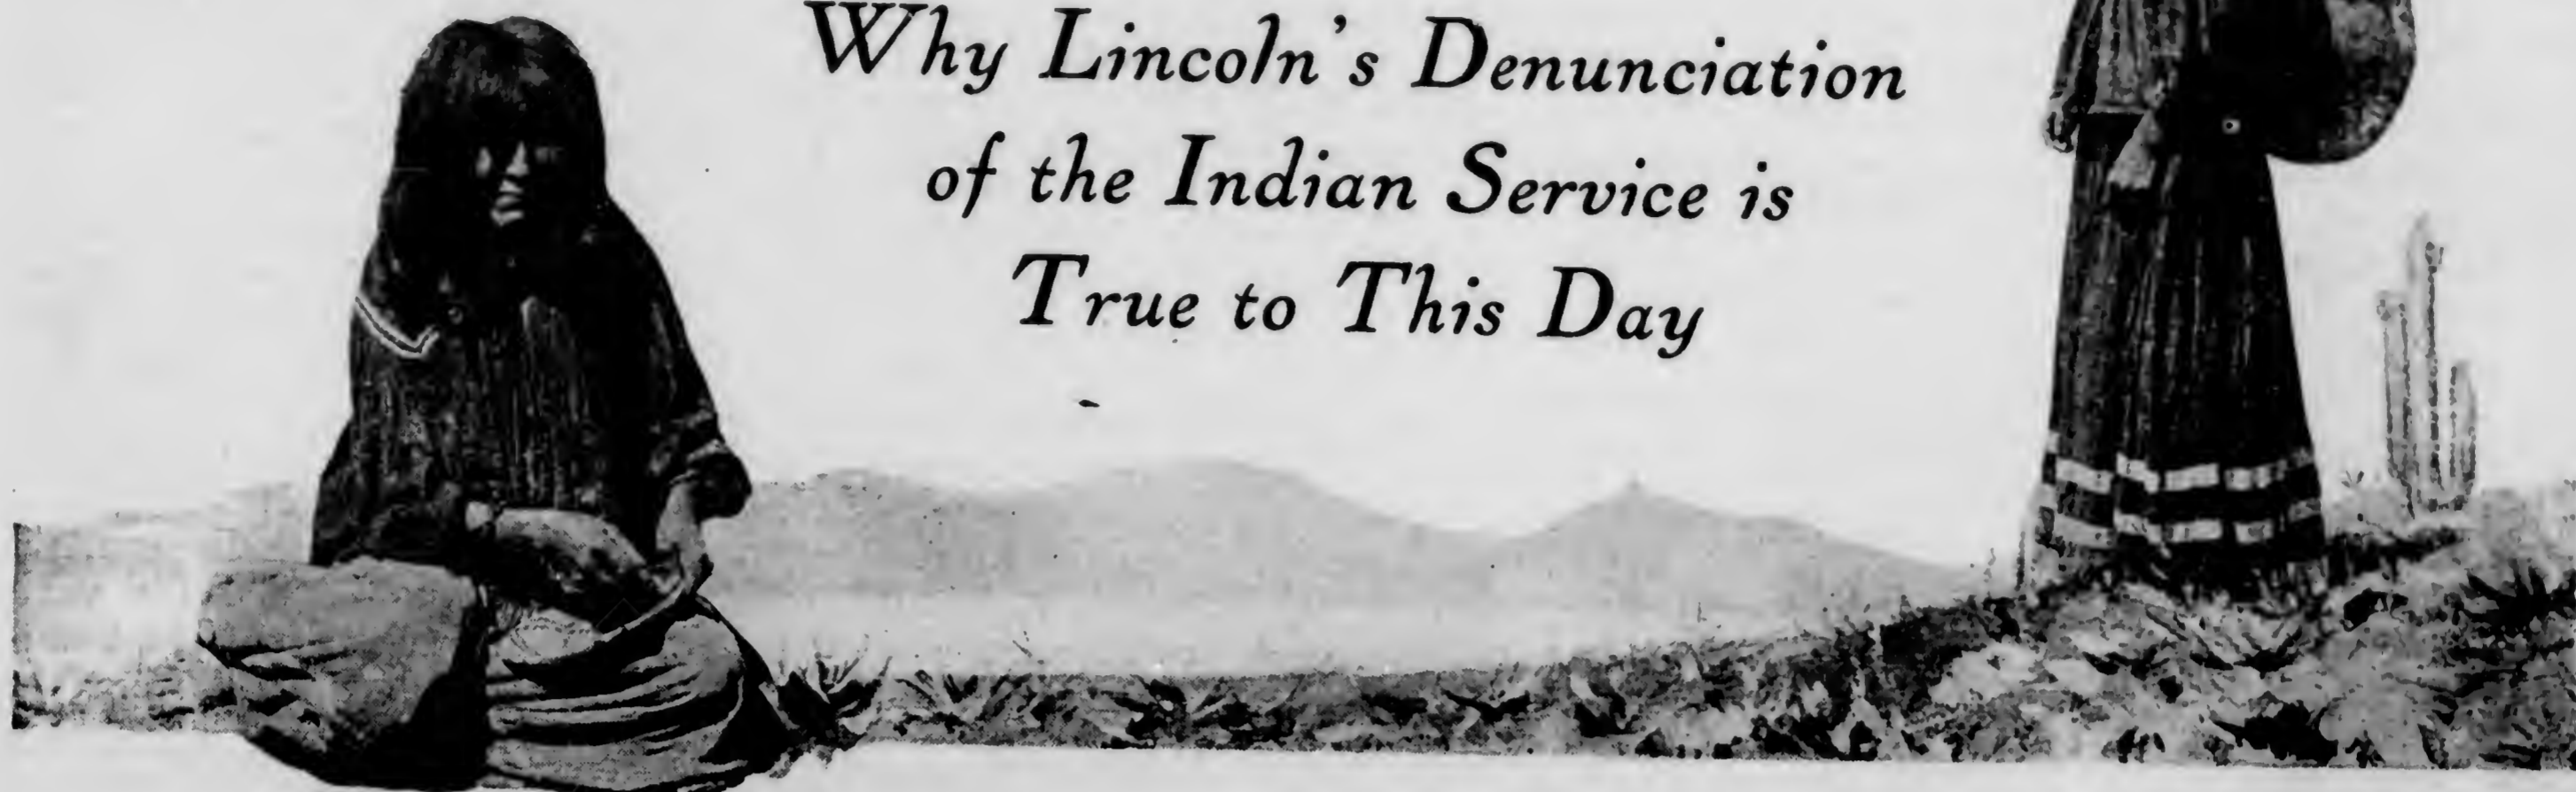 Why Lincoln's Denunciation
of the Indian Service is
True to This Day